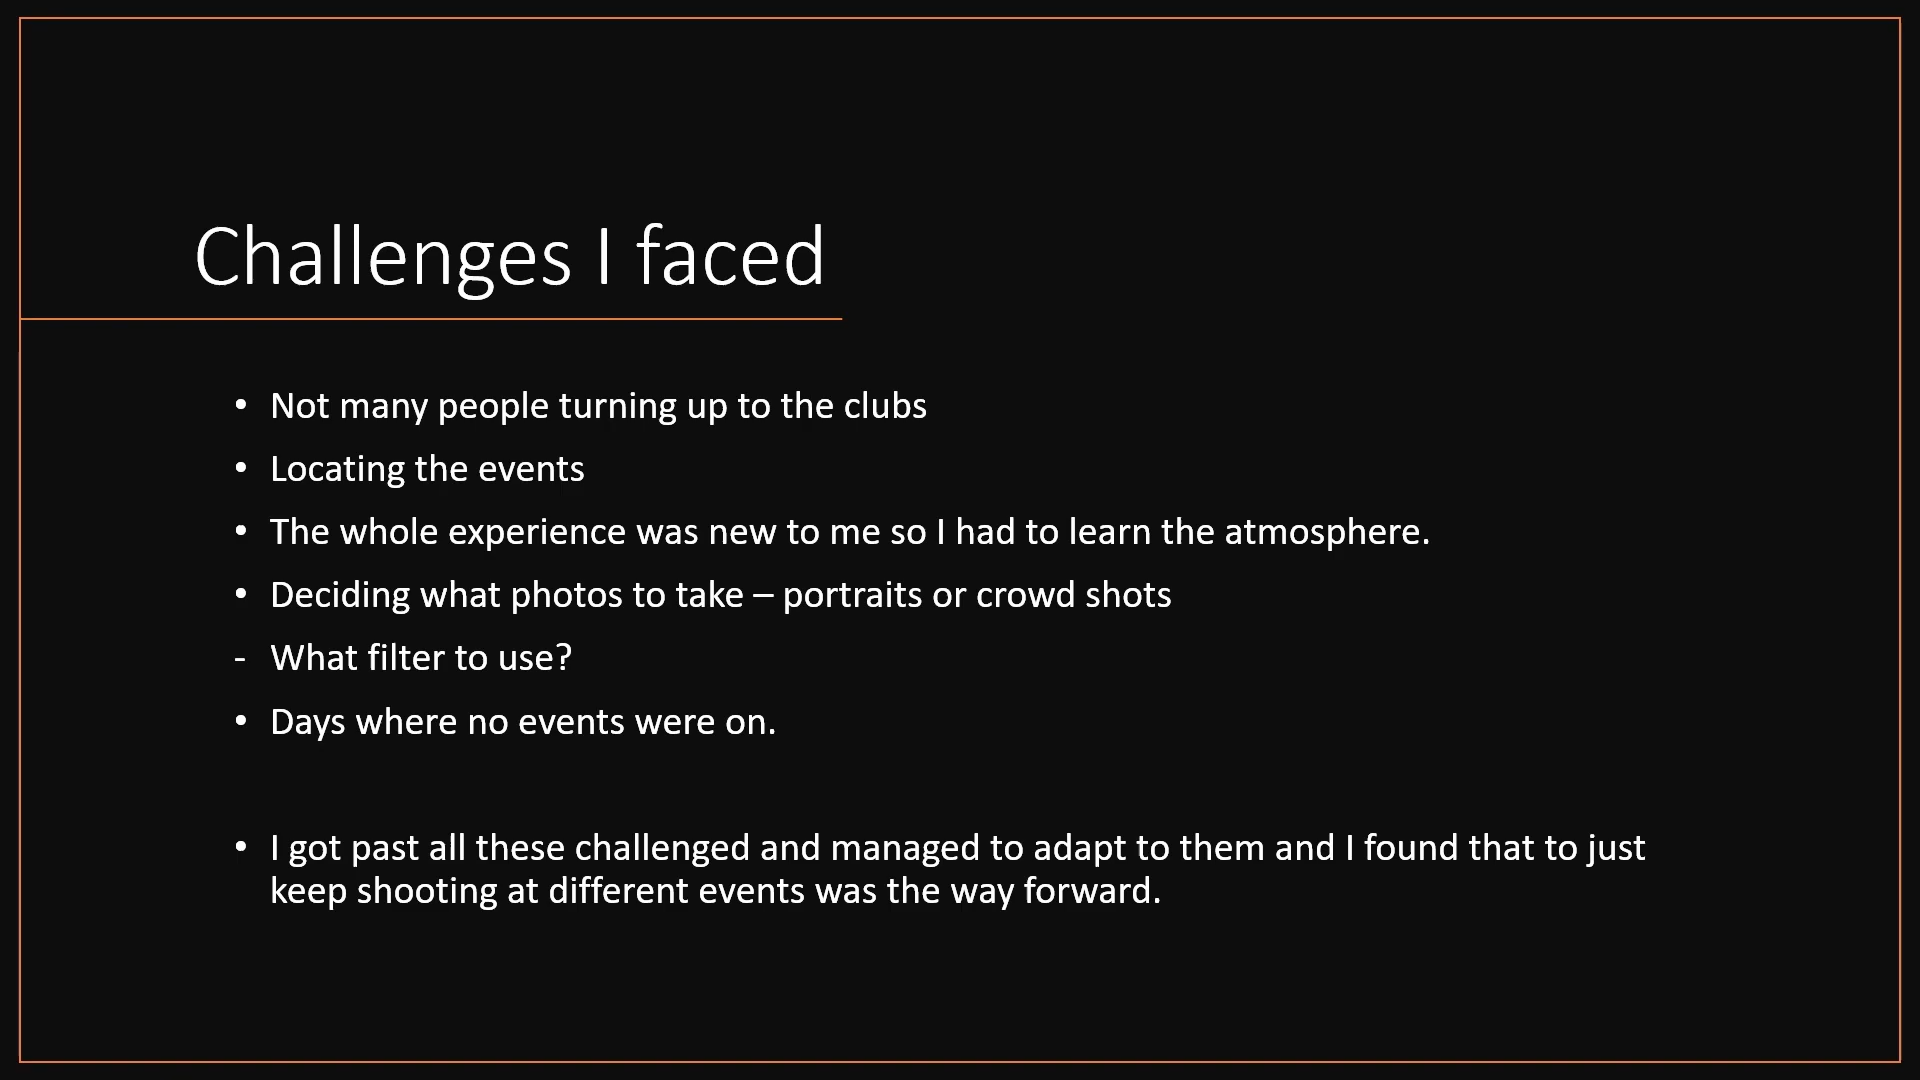 Challenges I faced
• Not many people turning up to the clubs
• Locating the events
• The whole experience was new to me so I had to learn the atmosphere.
• Deciding what photos to take – portraits or crowd shots
- What filter to use?
• Days where no events were on.
• I got past all these challenged and managed to adapt to them and I found that to just
keep shooting at different events was the way forward.